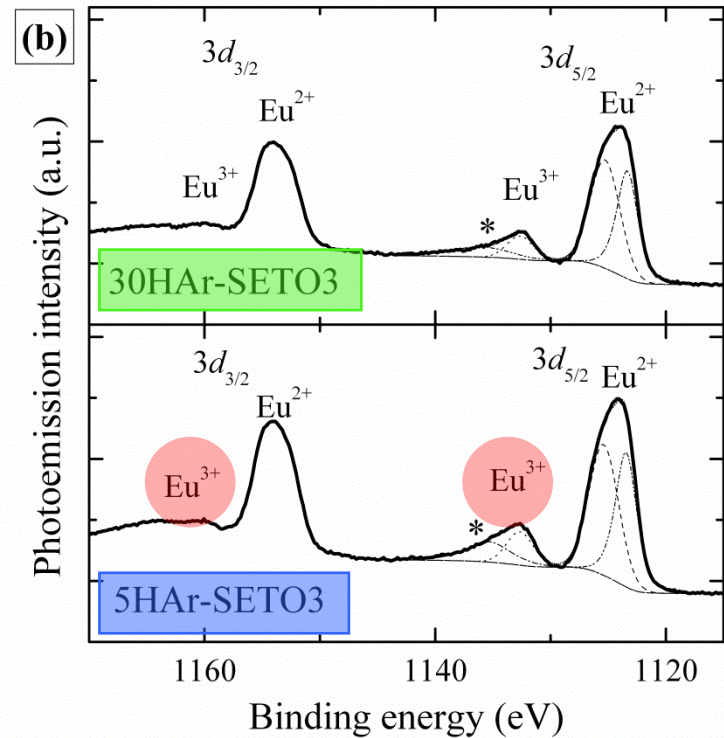 (b)
3d3/2
3d5/2
Eu2+
Eu2+
Eu3+
Eu3+
*
30HAr-SETO3
3d3/2
3d5/2
Eu2+
Eu2+
Eu3+
Eu3+
*
5HAr-SETO3
Photoemission intensity (a.u.)
1160 1140 1120
Binding energy (eV)